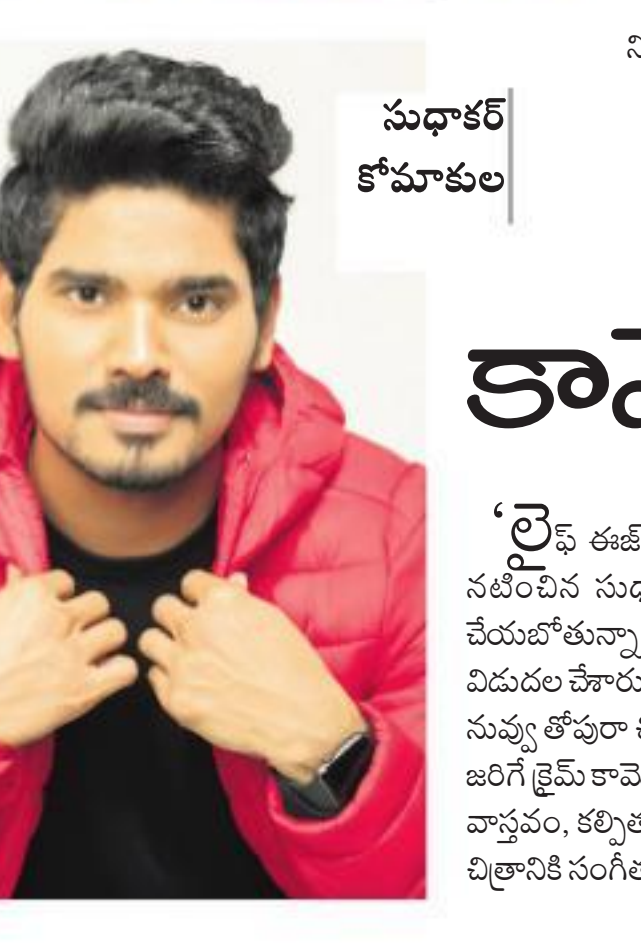 సుధాకర్
కోమాకుల
ని
కా
‘లైఫ్ ఈజ్
నటించిన సుధ
చేయబోతున్నా
విడుదల చేశారు
నువ్వు తోపురా
జరిగే క్రైమ్ కామె
వాస్తవం, కల్పిత
చిత్రానికి సంగీత